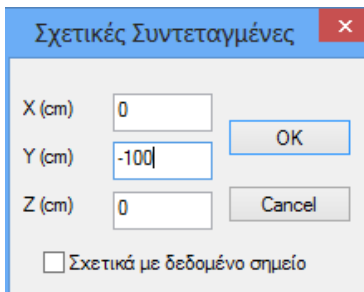 Σχετικές Συντεταγμένες
X (cm) 0
OK
Y (cm) -100
Z (cm) 0 Cancel
Σχετικά με δεδομένο σημείο